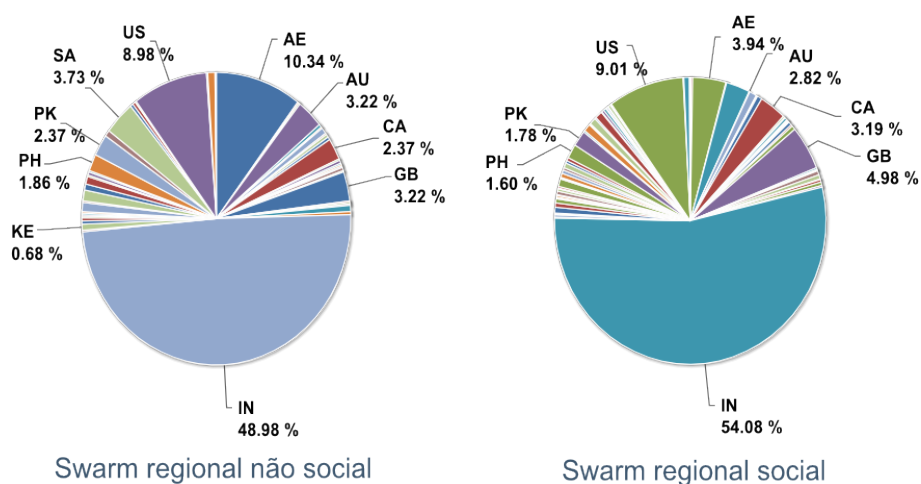 US
8.98 %
AE
10.34 %
SA
3.73 %
AU
3.22 %
PK
2.37 %
CA
2.37 %
PH
1.86 %
GB
3.22 %
KE
0.68 %
IN
48.98 %
Swarm regional não social
US
9.01 %
AE
3.94 %
AU
2.82 %
PK
1.78 %
CA
3.19 %
PH
1.60 %
GB
4.98 %
IN
54.08 %
Swarm regional social